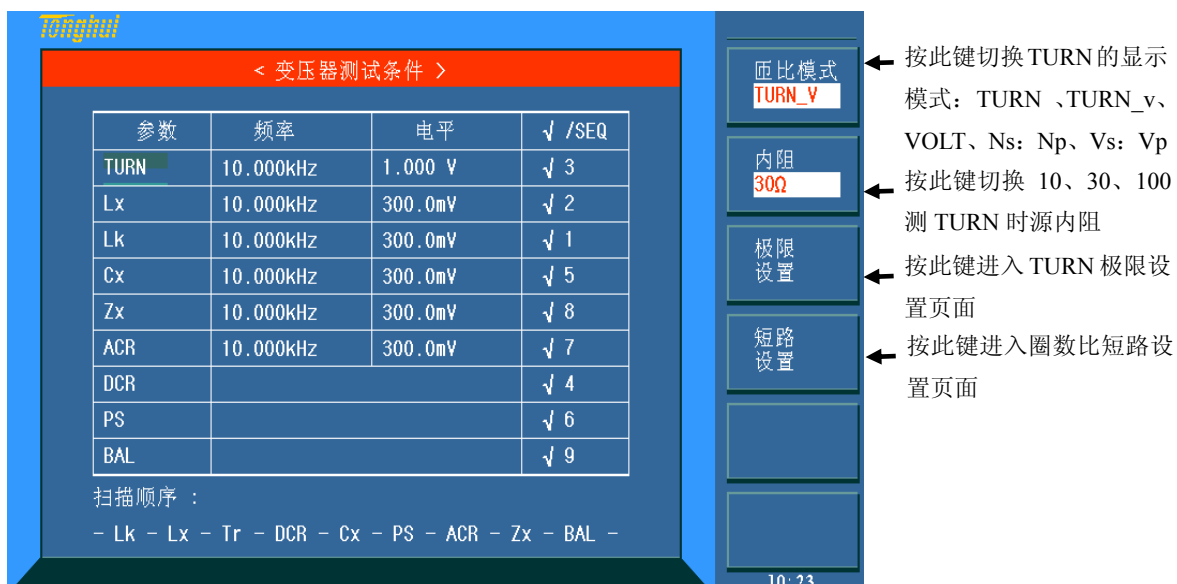 Tonghui
< 变压器测试条件 >
参数 频率 电平 √ /SEQ
TURN 10.000kHz 1.000 V √ 3
Lx 10.000kHz 300.0mV √ 2
Lk 10.000kHz 300.0mV √ 1
Cx 10.000kHz 300.0mV √ 5
Zx 10.000kHz 300.0mV √ 8
ACR 10.000kHz 300.0mV √ 7
DCR √ 4
PS √ 6
BAL √ 9
扫描顺序 :
- Lk - Lx - Tr - DCR - Cx - PS - ACR - Zx - BAL -
匝比模式
TURN_V
内阻
30Ω
极限
设置
短路
设置
10:23
按此键切换TURN的显示
模式：TURN 、TURN_v、
VOLT、Ns：Np、Vs：Vp
按此键切换 10、30、100
测 TURN 时源内阻
按此键进入 TURN 极限设
置页面
按此键进入圈数比短路设
置页面